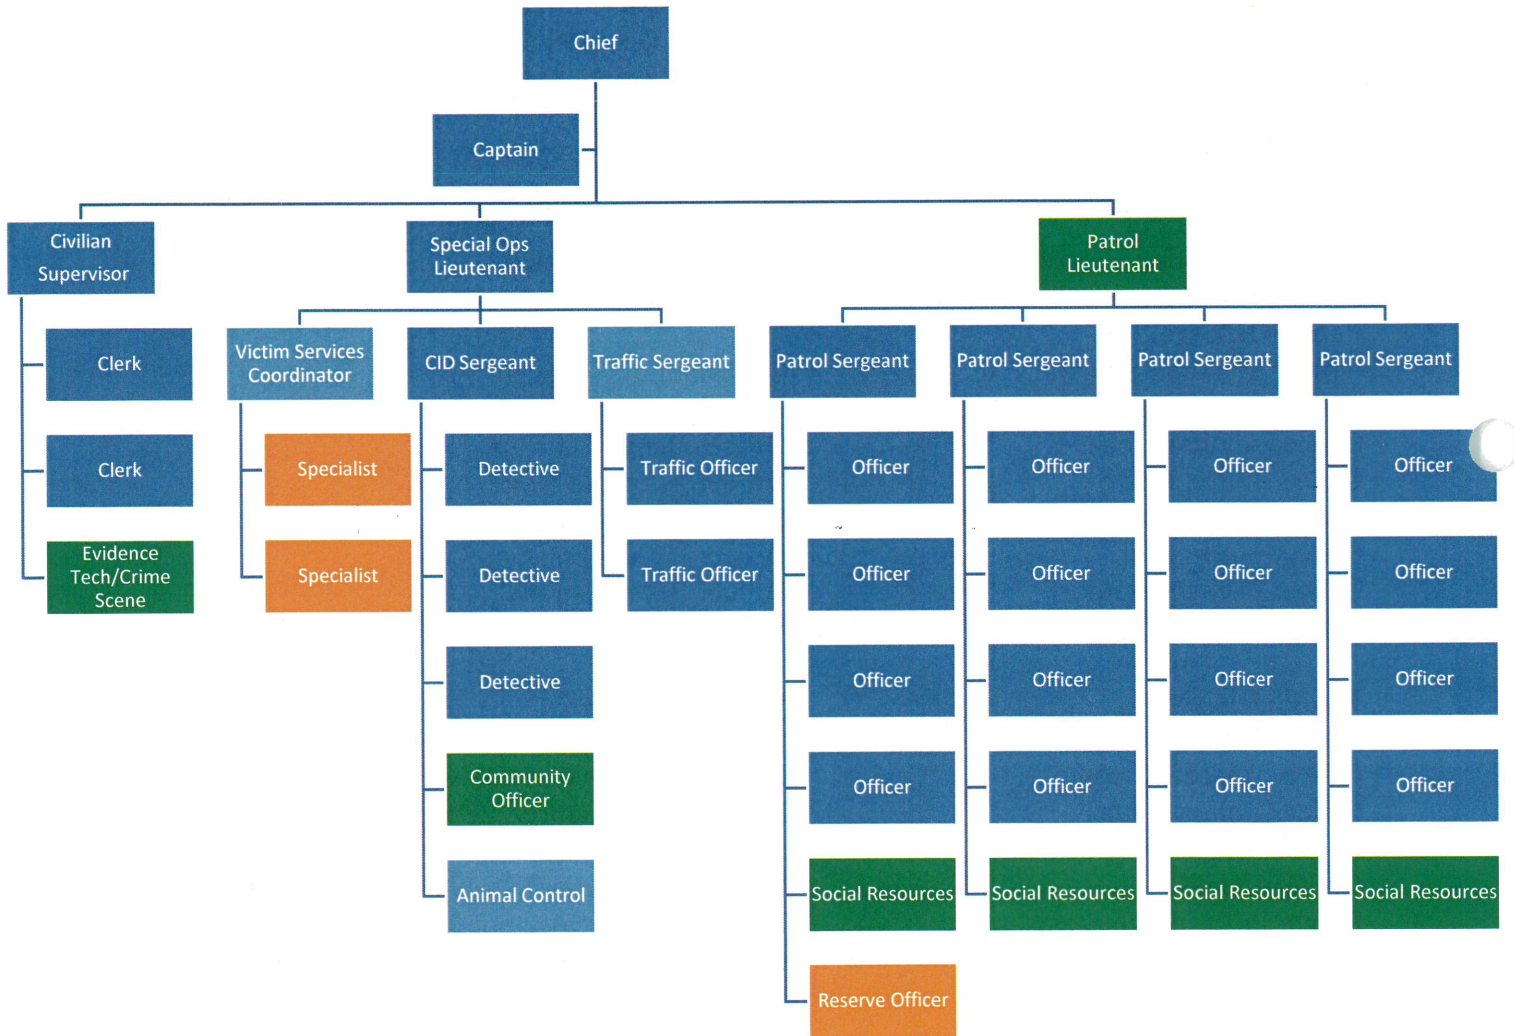 Chief
Captain
Civilian
Supervisor
Special Ops
Lieutenant
Patrol
Lieutenant
Clerk
Clerk
Evidence
Tech/Crime
Scene
Victim Services
Coordinator
Specialist
Specialist
CID Sergeant
Detective
Detective
Detective
Community
Officer
Animal Control
Traffic Sergeant
Traffic Officer
Traffic Officer
Patrol Sergeant
Officer
Officer
Officer
Officer
Social Resources
Reserve Officer
Patrol Sergeant
Officer
Officer
Officer
Officer
Social Resources
Patrol Sergeant
Officer
Officer
Officer
Officer
Social Resources
Patrol Sergeant
Officer
Officer
Officer
Officer
Social Resources